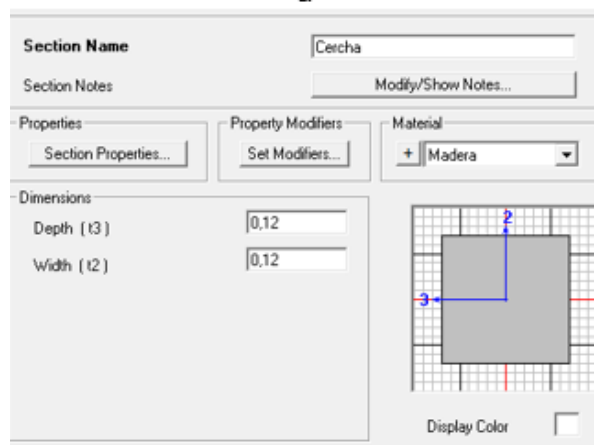 Section Name Cercha
Section Notes Modify/Show Notes...
Properties Property Modifiers Material
Section Properties... Set Modifiers... + Madera
Dimensions
Depth ( t3 ) 0,12
Width ( t2 ) 0,12
2
3
Display Color